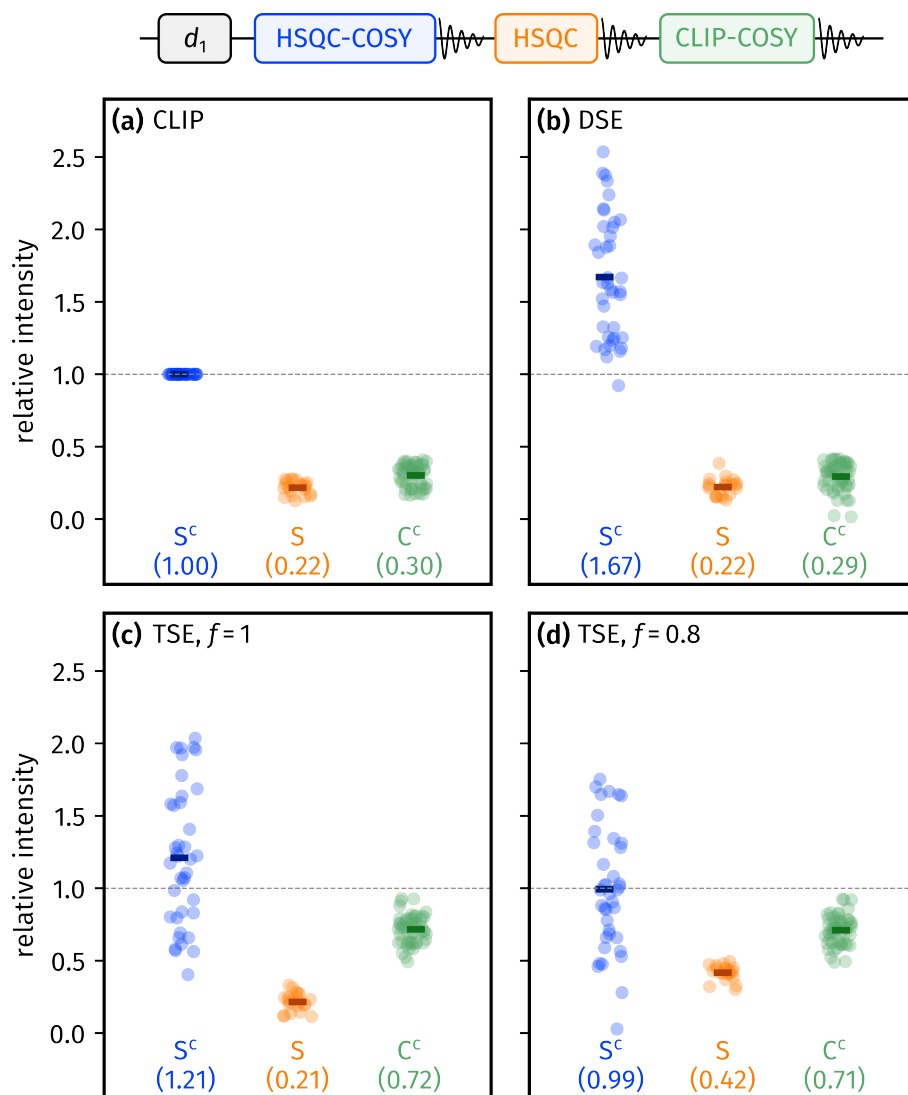 d₁ HSQC-COSY HSQC CLIP-COSY
(a) CLIP
(b) DSE
relative intensity
2.5
2.0
1.5
1.0
0.5
0.0
Sᶜ S Cᶜ
(1.00) (0.22) (0.30)
Sᶜ S Cᶜ
(1.67) (0.22) (0.29)
(c) TSE, f = 1
(d) TSE, f = 0.8
relative intensity
2.5
2.0
1.5
1.0
0.5
0.0
Sᶜ S Cᶜ
(1.21) (0.21) (0.72)
Sᶜ S Cᶜ
(0.99) (0.42) (0.71)